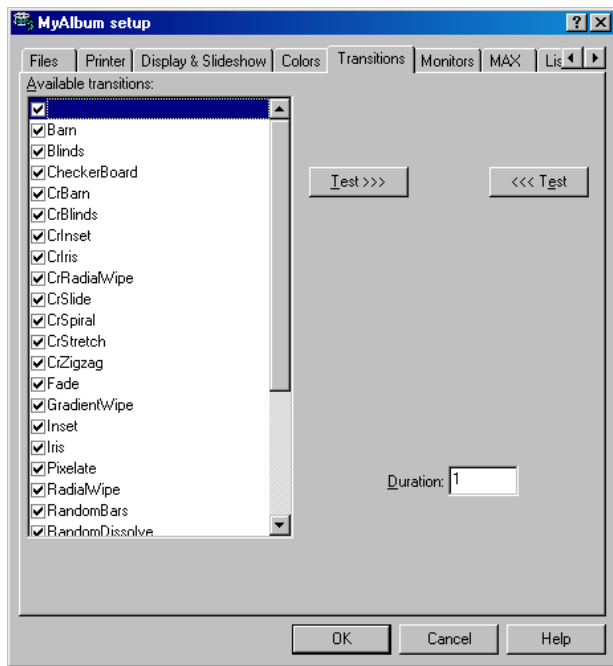 MyAlbum setup
Files Printer Display & Slideshow Colors Transitions Monitors MAX
Available transitions:
Barn
Blinds
CheckerBoard
CrBarn
CrBlinds
CrInset
CrIris
CrRadialWipe
CrSlide
CrSpiral
CrStretch
CrZigzag
Fade
GradientWipe
Inset
Iris
Pixelate
RadialWipe
RandomBars
RandomDissolve
Test >>>
<<< Test
Duration: 1
OK Cancel Help